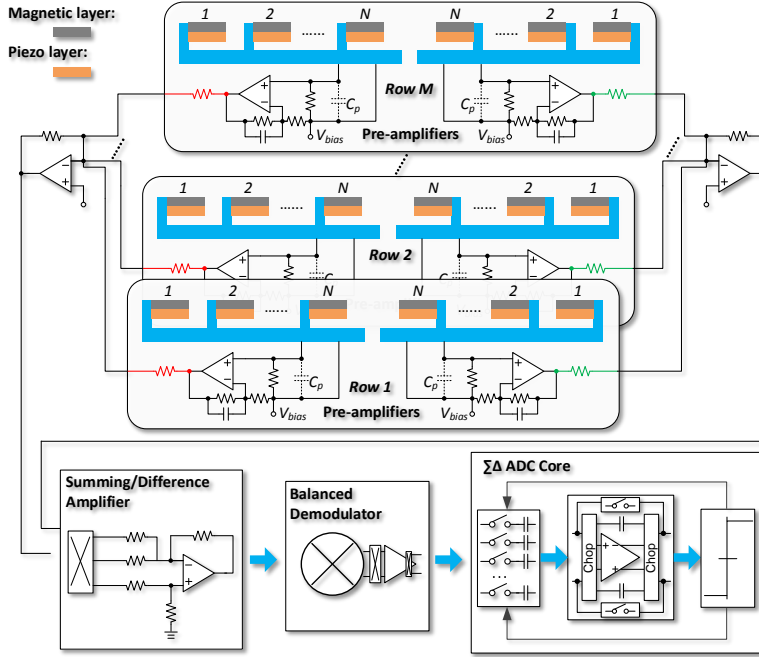 Magnetic layer:
Piezo layer:
1 2 ...... N N ...... 2 1
Row M
Cp Cp
Vbias Pre-amplifiers Vbias
1 2 ...... N N ...... 2 1
Row 2
C C
1 2 ...... N N ...... 2 1
Cp Row 1 Cp
Vbias Pre-amplifiers Vbias
Summing/Difference
Amplifier
Balanced
Demodulator
∑Δ ADC Core
...
Chop Chop